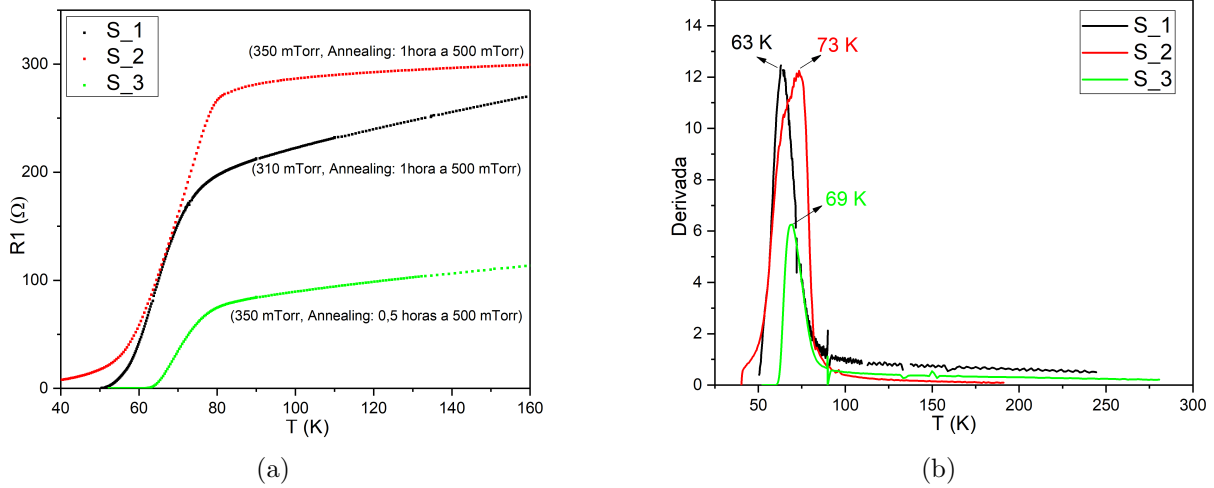 S_1
S_2
S_3
(350 mTorr, Annealing: 1hora a 500 mTorr)
(310 mTorr, Annealing: 1hora a 500 mTorr)
(350 mTorr, Annealing: 0,5 horas a 500 mTorr)
300
200
100
0
R1 (Ω)
40 60 80 100 120 140 160
T (K)
(a)
S_1
S_2
S_3
63 K
73 K
69 K
14
12
10
8
6
4
2
0
Derivada
50 100 150 200 250 300
T (K)
(b)